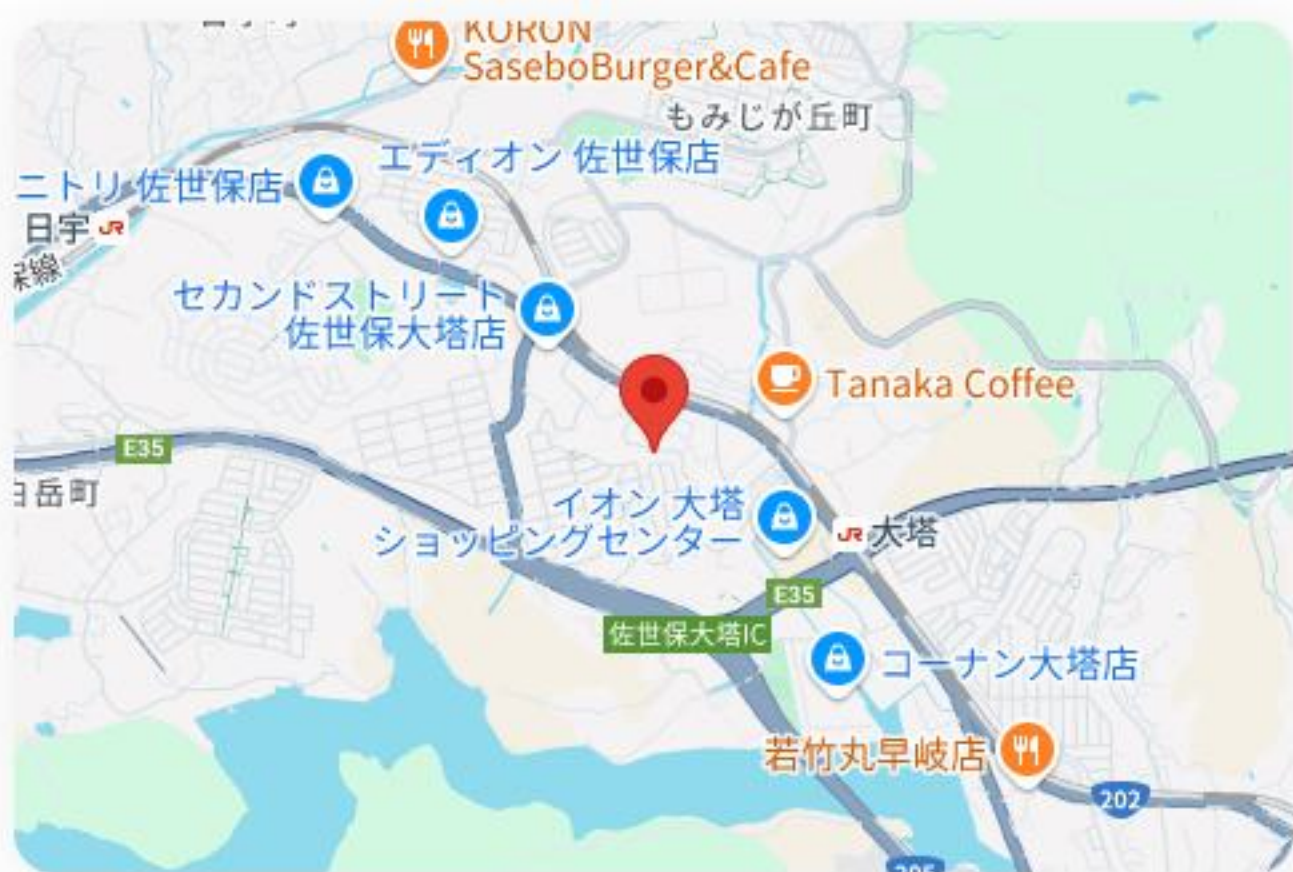 KORON
SaseboBurger&Cafe
もみじが丘町
エディオン 佐世保店
ニトリ 佐世保店
日宇 JR
セカンドストリート
佐世保大塔店
Tanaka Coffee
E35
白岳町
イオン 大塔
ショッピングセンター
JR 大塔
E35
佐世保大塔IC
コーナン大塔店
若竹丸早岐店
202